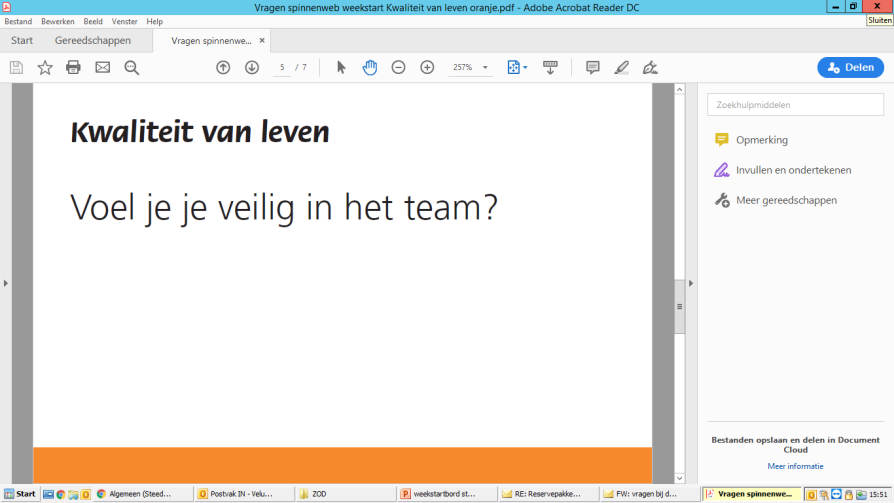 Vragen spinnenweb weekstart Kwaliteit van leven oranje.pdf - Adobe Acrobat Reader DC
Sluiten
Bestand Bewerken Beeld Venster Help
Start Gereedschappen Vragen spinnenwe... ×
5 / 7 257% Delen
Kwaliteit van leven
Voel je je veilig in het team?
Zoekhulpmiddelen
Opmerking
Invullen en ondertekenen
Meer gereedschappen
Bestanden opslaan en delen in Document
Cloud
Meer informatie
Start Algemeen (Steed... Postvak IN - Velu... ZOD weekstartbord st... RE: Reservepakke... FW: vragen bij d... Vragen spinnenwe... 15:51